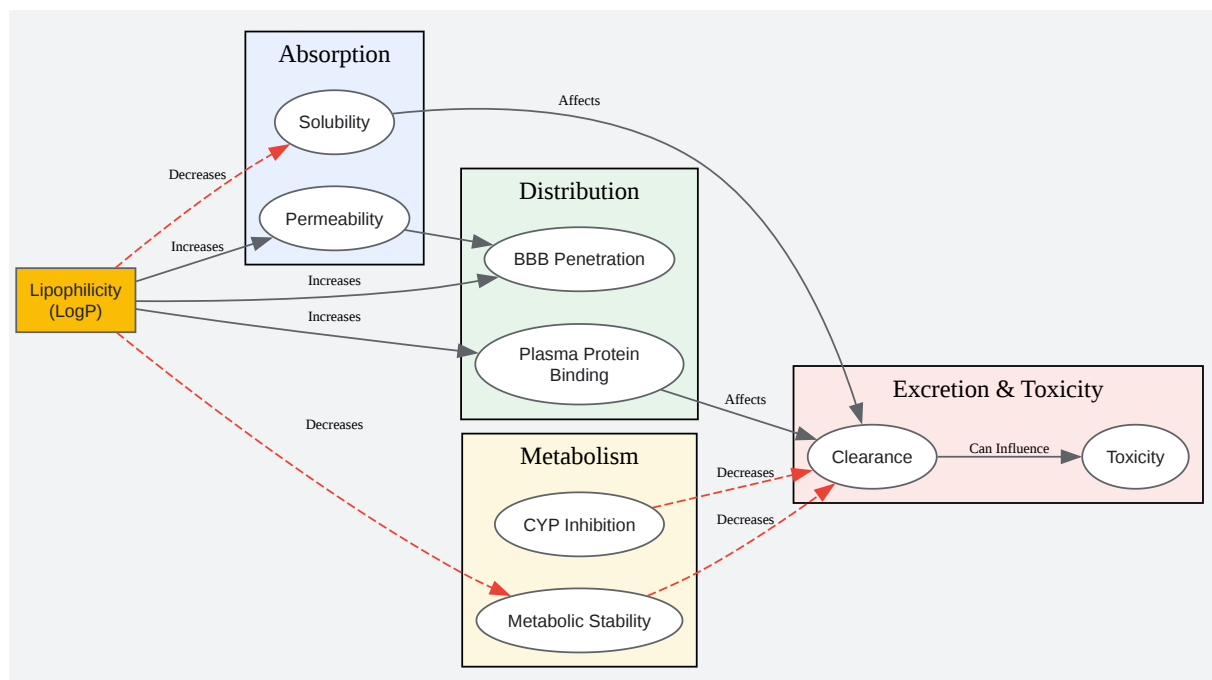 Absorption
Solubility
Affects
Decreases
Distribution
Permeability
Increases
BBB Penetration
Increases
Lipophilicity
(LogP)
Increases
Plasma Protein
Binding
Excretion & Toxicity
Affects
Decreases
Metabolism
Clearance
Can Influence
Toxicity
Decreases
CYP Inhibition
Decreases
Metabolic Stability